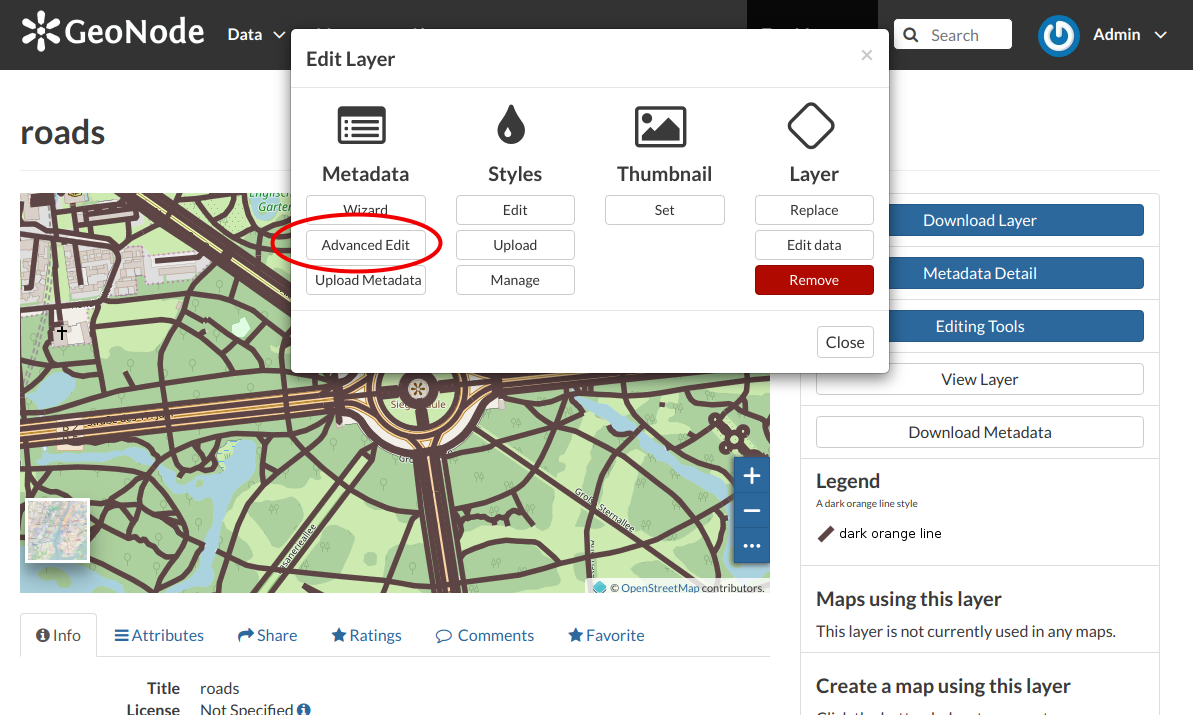 GeoNode
Data
Search
Admin
Edit Layer
×
Metadata
Styles
Thumbnail
Layer
Wizard
Edit
Set
Replace
Advanced Edit
Upload
Edit data
Upload Metadata
Manage
Remove
Close
roads
Download Layer
Metadata Detail
Editing Tools
View Layer
Download Metadata
Garten
Große Sternallee
+
−
...
© OpenStreetMap contributors.
Legend
A dark orange line style
dark orange line
Maps using this layer
This layer is not currently used in any maps.
Create a map using this layer
Info
Attributes
Share
Ratings
Comments
Favorite
Title roads
License Not Specified